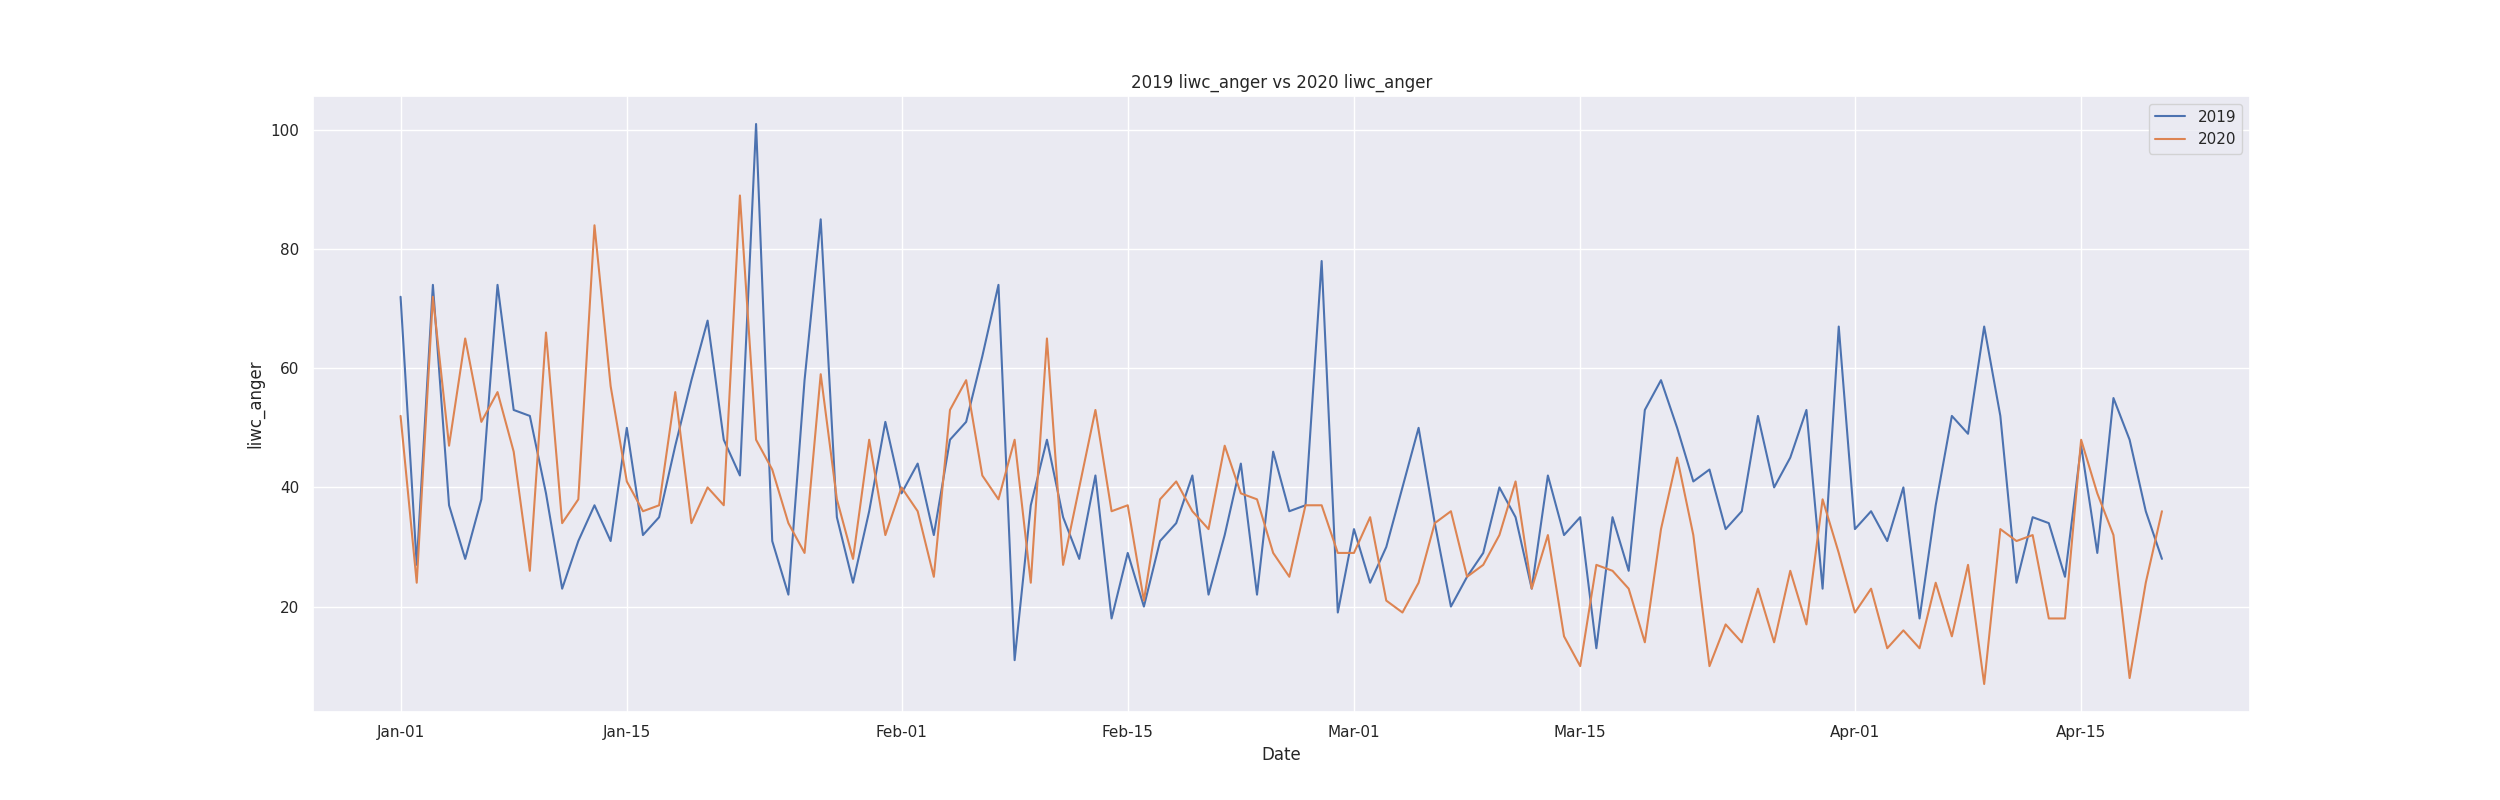 2019 liwc_anger vs 2020 liwc_anger
2019
2020
100
80
60
40
20
liwc_anger
Jan-01 Jan-15 Feb-01 Feb-15 Mar-01 Mar-15 Apr-01 Apr-15
Date